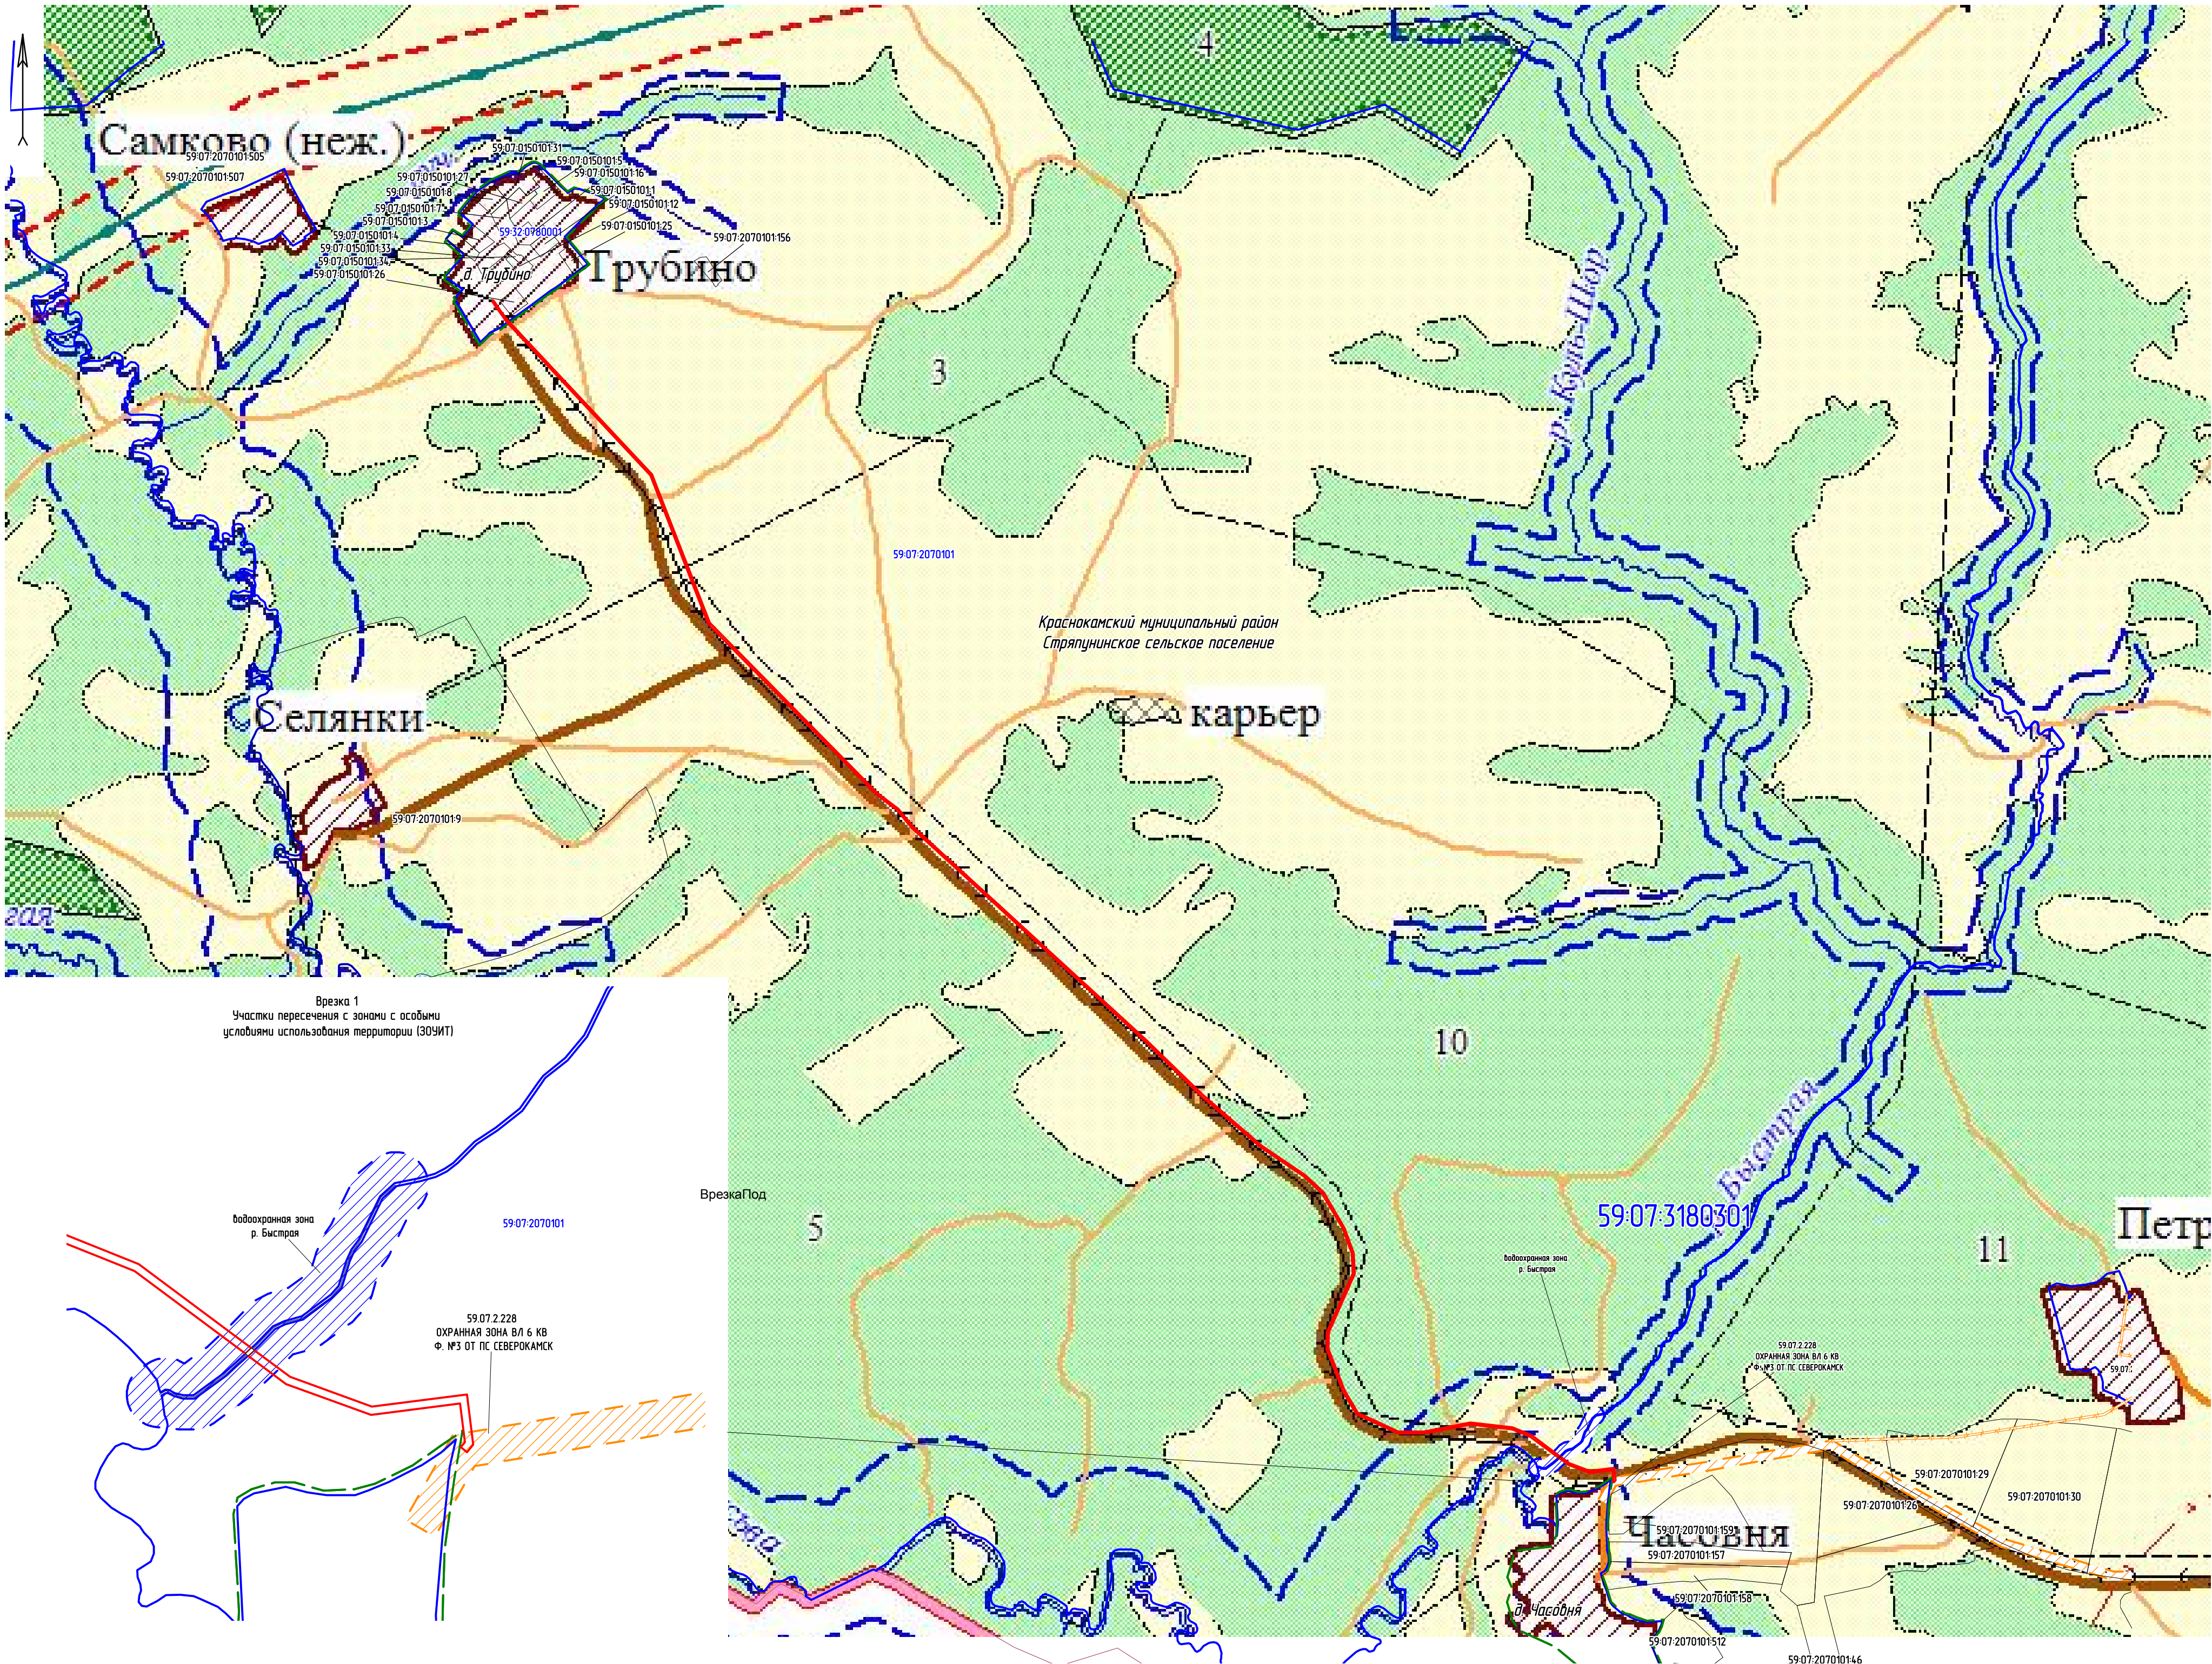 4
Самково (неж.)
59:07:2070101:505
59:07:2070101:507
59:07:0150101:31
59:07:0150101:5
59:07:0150101:16
59:07:0150101:27
59:07:0150101:8
59:07:0150101:1
59:07:0150101:7
59:07:0150101:12
59:07:0150101:3
59:07:0150101:25
59:07:0150101:4
59:32:0780001
59:07:2070101:156
59:07:0150101:33
59:07:0150101:34
59:07:0150101:26
д. Трубино
Трубино
р. Куль-Шор
3
59:07:2070101
Краснокамский муниципальный район
Стряпунинское сельское поселение
Селянки
карьер
59:07:2070101:9
гая
Врезка 1
Участки пересечения с зонами с особыми
условиями использования территории (ЗОУИТ)
10
Быстрая
ВрезкаПод
водоохранная зона
р. Быстрая
59:07:2070101
5
59:07:3180301
11
Петр
водоохранная зона
р. Быстрая
59.07.2.228
ОХРАННАЯ ЗОНА ВЛ 6 КВ
Ф. №3 ОТ ПС СЕВЕРОКАМСК
59.07.2.228
ОХРАННАЯ ЗОНА ВЛ 6 КВ
Ф. №3 ОТ ПС СЕВЕРОКАМСК
59:07:
59:07:2070101:29
59:07:2070101:30
59:07:2070101:26
Часовня
59:07:2070101:159
59:07:2070101:157
59:07:2070101:158
д. Часовня
59:07:2070101:512
59:07:2070101:46